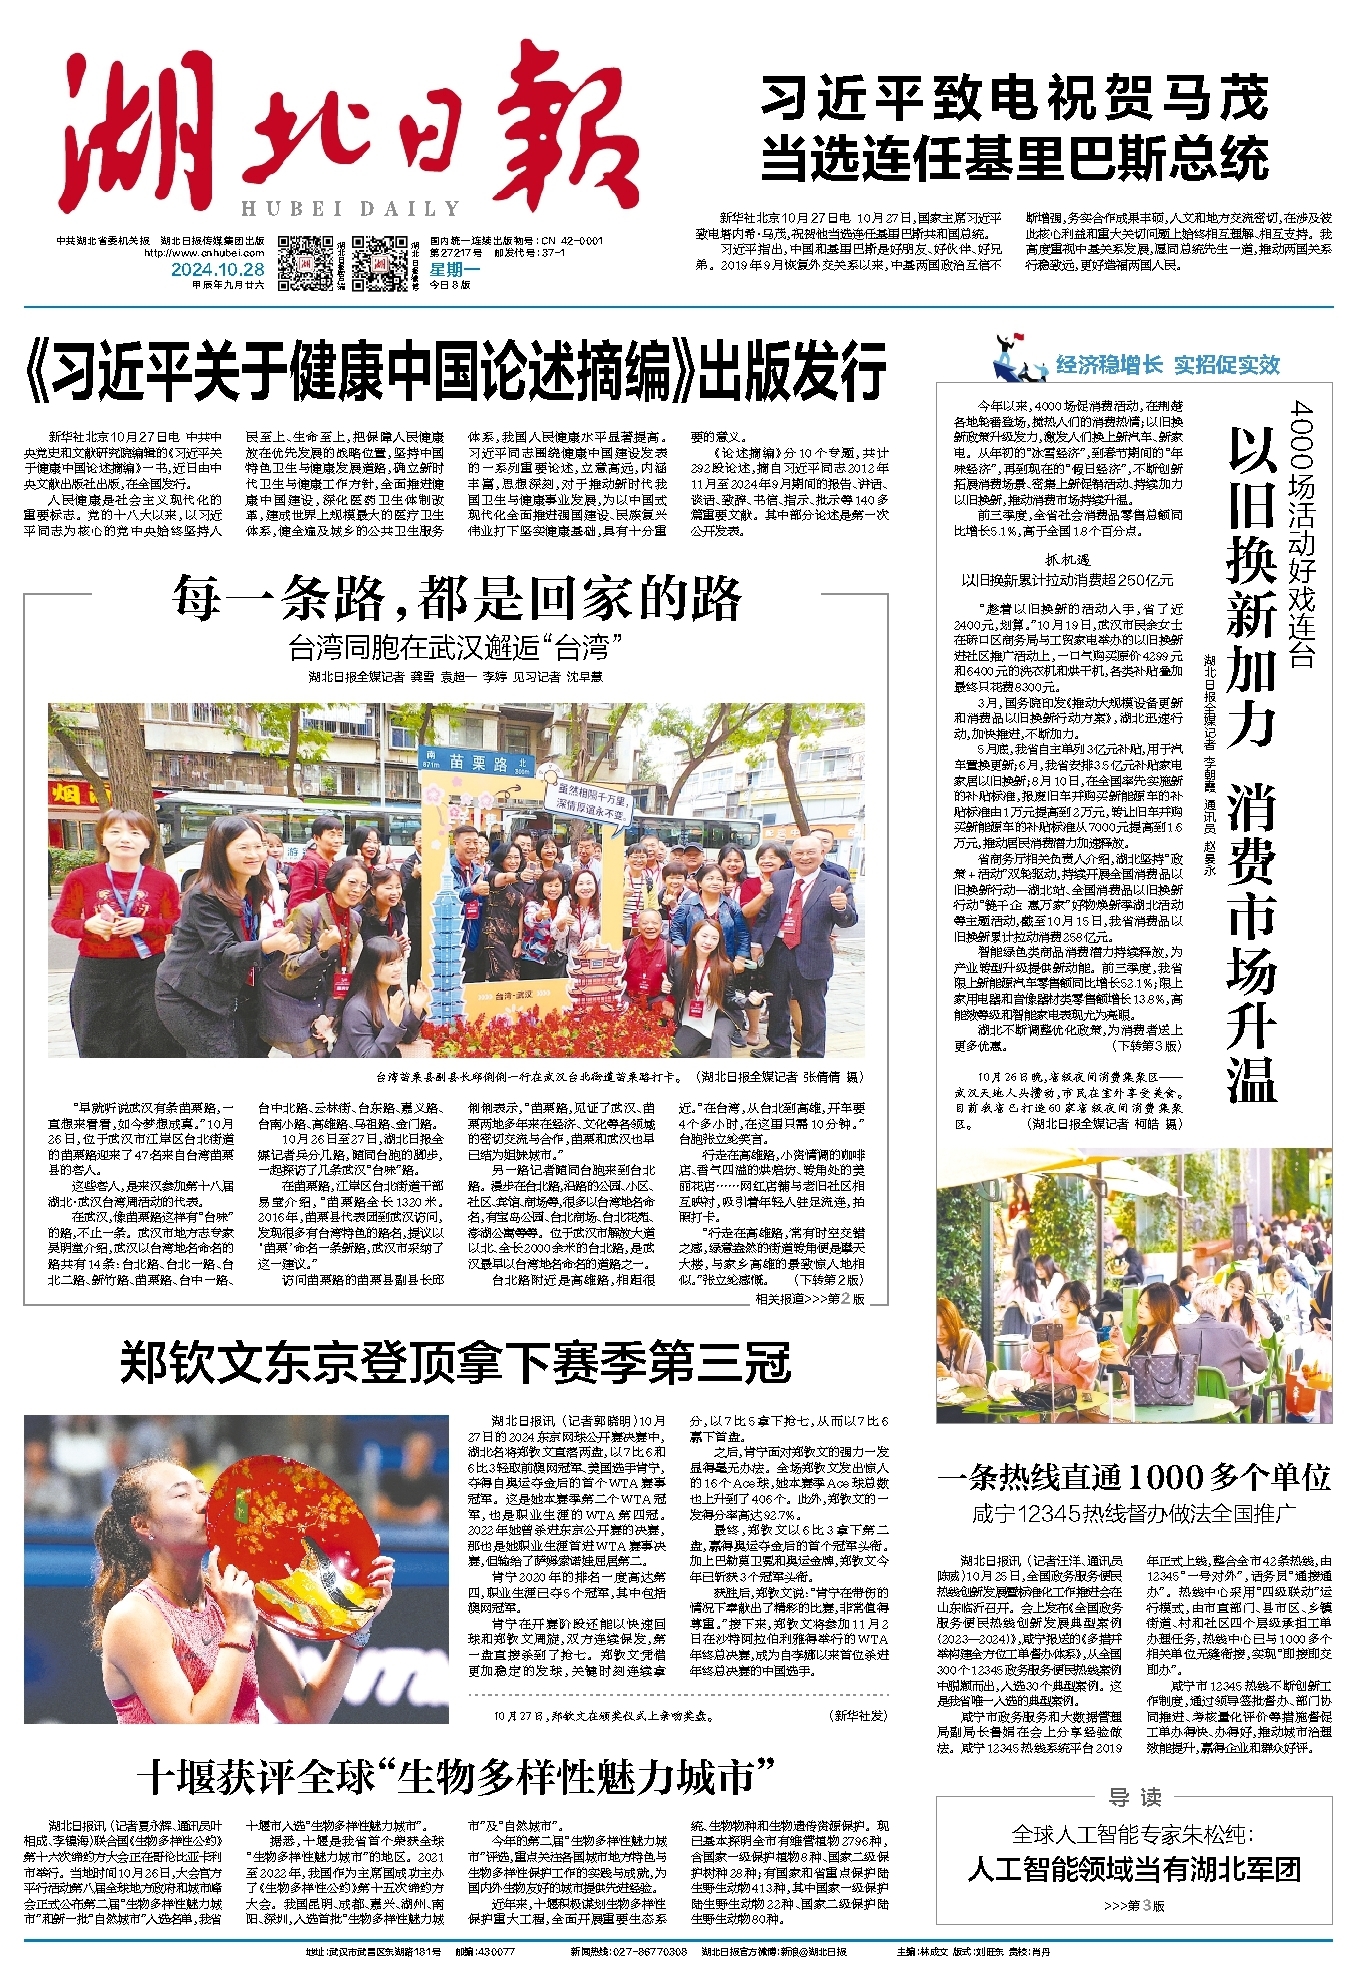 湖北日報
HUBEI DAILY
中共湖北省委机关报 湖北日报传媒集团出版
http://www.cnhubei.com
2024.10.28
甲辰年九月廿六
国内统一连续出版物号:CN 42-0001
第27217号 邮发代号:37-1
星期一
今日8版
习近平致电祝贺马茂
当选连任基里巴斯总统
新华社北京10月27日电 10月27日,国家主席习近平
致电塔内希·马茂,祝贺他当选连任基里巴斯共和国总统。
习近平指出,中国和基里巴斯是好朋友、好伙伴、好兄
弟。2019年9月恢复外交关系以来,中基两国政治互信不
断增强,务实合作成果丰硕,人文和地方交流密切,在涉及彼
此核心利益和重大关切问题上始终相互理解、相互支持。我
高度重视中基关系发展,愿同总统先生一道,推动两国关系
行稳致远,更好造福两国人民。
《习近平关于健康中国论述摘编》出版发行
新华社北京10月27日电 中共中
央党史和文献研究院编辑的《习近平关
于健康中国论述摘编》一书,近日由中
央文献出版社出版,在全国发行。
人民健康是社会主义现代化的
重要标志。党的十八大以来,以习近
平同志为核心的党中央始终坚持人
民至上、生命至上,把保障人民健康
放在优先发展的战略位置,坚持中国
特色卫生与健康发展道路,确立新时
代卫生与健康工作方针,全面推进健
康中国建设,深化医药卫生体制改
革,建成世界上规模最大的医疗卫生
体系,健全遍及城乡的公共卫生服务
体系,我国人民健康水平显著提高。
习近平同志围绕健康中国建设发表
的一系列重要论述,立意高远,内涵
丰富,思想深刻,对于推动新时代我
国卫生与健康事业发展,为以中国式
现代化全面推进强国建设、民族复兴
伟业打下坚实健康基础,具有十分重
要的意义。
《论述摘编》分10个专题,共计
292段论述,摘自习近平同志2012年
11月至2024年9月期间的报告、讲话、
谈话、致辞、书信、指示、批示等140多
篇重要文献。其中部分论述是第一次
公开发表。
每一条路,都是回家的路
台湾同胞在武汉邂逅“台湾”
湖北日报全媒记者 龚雪 袁超一 李婷 见习记者 沈早慧
南 苗栗路 北
虽然相隔千万里,
深情厚谊永不变。
台湾·武汉
台湾苗栗县副县长邱俐俐一行在武汉台北街道苗栗路打卡。(湖北日报全媒记者 张倩倩 摄)
“早就听说武汉有条苗栗路,一
直想来看看,如今梦想成真。”10月
26日,位于武汉市江岸区台北街道
的苗栗路迎来了47名来自台湾苗栗
县的客人。
这些客人,是来汉参加第十八届
湖北·武汉台湾周活动的代表。
在武汉,像苗栗路这样有“台味”
的路,不止一条。武汉市地方志专家
吴明堂介绍,武汉以台湾地名命名的
路共有14条:台北路、台北一路、台
北二路、新竹路、苗栗路、台中一路、
台中北路、云林街、台东路、嘉义路、
台南小路、高雄路、马祖路、金门路。
10月26日至27日,湖北日报全
媒记者兵分几路,随同台胞的脚步,
一起探访了几条武汉“台味”路。
在苗栗路,江岸区台北街道干部
易莹介绍,“苗栗路全长1320米。
2016年,苗栗县代表团到武汉访问,
发现很多有台湾特色的路名,提议以
‘苗栗’命名一条新路,武汉市采纳了
这一建议。”
访问苗栗路的苗栗县副县长邱
俐俐表示,“苗栗路,见证了武汉、苗
栗两地多年来在经济、文化等各领域
的密切交流与合作,苗栗和武汉也早
已结为姐妹城市。”
另一路记者随同台胞来到台北
路。漫步在台北路,沿路的公园、小区、
社区、宾馆、商场等,很多以台湾地名命
名,有宝岛公园、台北商场、台北花苑、
澎湖公寓等等。位于武汉市解放大道
以北、全长2000余米的台北路,是武
汉最早以台湾地名命名的道路之一。
台北路附近是高雄路,相距很
近。“在台湾,从台北到高雄,开车要
4个多小时,在这里只需10分钟。”
台胞张立纶笑言。
行走在高雄路,小资情调的咖啡
店、香气四溢的烘焙坊、转角处的美
丽花店……网红店铺与老旧社区相
互映衬,吸引着年轻人驻足流连,拍
照打卡。
“行走在高雄路,常有时空交错
之感,绿意盎然的街道转角便是摩天
大楼,与家乡高雄的景致惊人地相
似。”张立纶感慨。 (下转第2版)
相关报道>>>第2版
郑钦文东京登顶拿下赛季第三冠
湖北日报讯 (记者郭晓明)10月
27日的2024东京网球公开赛决赛中,
湖北名将郑钦文直落两盘,以7比6和
6比3轻取前澳网冠军、美国选手肯宁,
夺得自奥运夺金后的首个WTA赛事
冠军。这是她本赛季第二个WTA冠
军,也是职业生涯的WTA第四冠。
2022年她曾杀进东京公开赛的决赛,
那也是她职业生涯首进WTA赛事决
赛,但输给了萨姆索诺娃屈居第二。
肯宁2020年的排名一度高达第
四,职业生涯已夺5个冠军,其中包括
澳网冠军。
肯宁在开赛阶段还能以快速回
球和郑钦文周旋,双方连续保发,第
一盘直接杀到了抢七。郑钦文凭借
更加稳定的发球,关键时刻连续拿
分,以7比5拿下抢七,从而以7比6
赢下首盘。
之后,肯宁面对郑钦文的强力一发
显得毫无办法。全场郑钦文发出惊人
的16个Ace球,她本赛季Ace球总数
也上升到了406个。此外,郑钦文的一
发得分率高达92.7%。
最终,郑钦文以6比3拿下第二
盘,赢得奥运夺金后的首个冠军头衔。
加上巴勒莫卫冕和奥运金牌,郑钦文今
年已斩获3个冠军头衔。
获胜后,郑钦文说:“肯宁在带伤的
情况下奉献出了精彩的比赛,非常值得
尊重。”接下来,郑钦文将参加11月2
日在沙特阿拉伯利雅得举行的WTA
年终总决赛,成为自李娜以来首位杀进
年终总决赛的中国选手。
10月27日,郑钦文在颁奖仪式上亲吻奖盘。 (新华社发)
十堰获评全球“生物多样性魅力城市”
湖北日报讯 (记者夏永辉、通讯员叶
相成、李镇海)联合国《生物多样性公约》
第十六次缔约方大会正在哥伦比亚卡利
市举行。当地时间10月26日,大会官方
平行活动第八届全球地方政府和城市峰
会正式公布第二届“生物多样性魅力城
市”和新一批“自然城市”入选名单,我省
十堰市入选“生物多样性魅力城市”。
据悉,十堰是我省首个荣获全球
“生物多样性魅力城市”的地区。2021
至2022年,我国作为主席国成功主办
了《生物多样性公约》第十五次缔约方
大会。我国昆明、成都、嘉兴、湖州、南
阳、深圳,入选首批“生物多样性魅力城
市”及“自然城市”。
今年的第二届“生物多样性魅力城
市”评选,重点关注各国城市地方特色与
生物多样性保护工作的实践与成就,为
国内外生物友好的城市提供先进经验。
近年来,十堰积极谋划生物多样性
保护重大工程,全面开展重要生态系
统、生物物种和生物遗传资源保护。现
已基本探明全市有维管植物2796种,
含国家一级保护植物8种、国家二级保
护树种28种;有国家和省重点保护陆
生野生动物413种,其中国家一级保护
陆生野生动物22种、国家二级保护陆
生野生动物80种。
经济稳增长 实招促实效
4000场活动好戏连台
以旧换新加力 消费市场升温
湖北日报全媒记者 李朝霞 通讯员 赵晏永
今年以来,4000场促消费活动,在荆楚
各地轮番登场,搅热人们的消费热情;以旧换
新政策升级发力,激发人们换上新汽车、新家
电。从年初的“冰雪经济”,到春节期间的“年
味经济”,再到现在的“假日经济”,不断创新
拓展消费场景、密集上新促销活动、持续加力
以旧换新,推动消费市场持续升温。
前三季度,全省社会消费品零售总额同
比增长5.1%,高于全国1.8个百分点。
抓机遇
以旧换新累计拉动消费超250亿元
“趁着以旧换新的活动入手,省了近
2400元,划算。”10月19日,武汉市民余女士
在硚口区商务局与工贸家电举办的以旧换新
进社区推广活动上,一口气购买原价4299元
和6400元的洗衣机和烘干机,各类补贴叠加
最终只花费8300元。
3月,国务院印发《推动大规模设备更新
和消费品以旧换新行动方案》,湖北迅速行
动,加快推进,不断加力。
5月底,我省自主单列3亿元补贴,用于汽
车置换更新;6月,我省安排3.5亿元补贴家电
家居以旧换新;8月10日,在全国率先实施新
的补贴标准,报废旧车并购买新能源车的补
贴标准由1万元提高到2万元,转让旧车并购
买新能源车的补贴标准从7000元提高到1.6
万元,推动居民消费潜力加速释放。
省商务厅相关负责人介绍,湖北坚持“政
策+活动”双轮驱动,持续开展全国消费品以
旧换新行动—湖北站、全国消费品以旧换新
行动“链千企 惠万家”好物焕新季湖北活动
等主题活动,截至10月15日,我省消费品以
旧换新累计拉动消费258亿元。
智能绿色类商品消费潜力持续释放,为
产业转型升级提供新动能。前三季度,我省
限上新能源汽车零售额同比增长52.1%;限上
家用电器和音像器材类零售额增长13.8%,高
能效等级和智能家电表现尤为亮眼。
湖北不断调整优化政策,为消费者送上
更多优惠。 (下转第3版)
10月26日晚,省级夜间消费集聚区——
武汉天地人头攒动,市民在室外享受美食。
目前我省已打造60家省级夜间消费集聚
区。 (湖北日报全媒记者 柯皓 摄)
一条热线直通1000多个单位
咸宁12345热线督办做法全国推广
湖北日报讯 (记者汪洋、通讯员
陈威)10月25日,全国政务服务便民
热线创新发展暨标准化工作推进会在
山东临沂召开。会上发布《全国政务
服务便民热线创新发展典型案例
(2023—2024)》,咸宁报送的《多措并
举构建全方位工单督办体系》,从全国
300个12345政务服务便民热线案例
中脱颖而出,入选30个典型案例。这
是我省唯一入选的典型案例。
咸宁市政务服务和大数据管理
局副局长鲁娟在会上分享经验做
法。咸宁12345热线系统平台2019
年正式上线,整合全市42条热线,由
12345“一号对外”,话务员“通接通
办”。热线中心采用“四级联动”运
行模式,由市直部门、县市区、乡镇
街道、村和社区四个层级承担工单
办理任务,热线中心已与1000多个
相关单位无缝衔接,实现“即接即交
即办”。
咸宁市12345热线不断创新工
作制度,通过领导签批督办、部门协
同推进、考核量化评价等措施督促
工单办得快、办得好,推动城市治理
效能提升,赢得企业和群众好评。
导读
全球人工智能专家朱松纯:
人工智能领域当有湖北军团
>>>第3版
地址:武汉市武昌区东湖路181号 邮编:430077 新闻热线:027-86770308 湖北日报官方微博:新浪@湖北日报 主编:林成文 版式:刘旺东 责校:肖丹